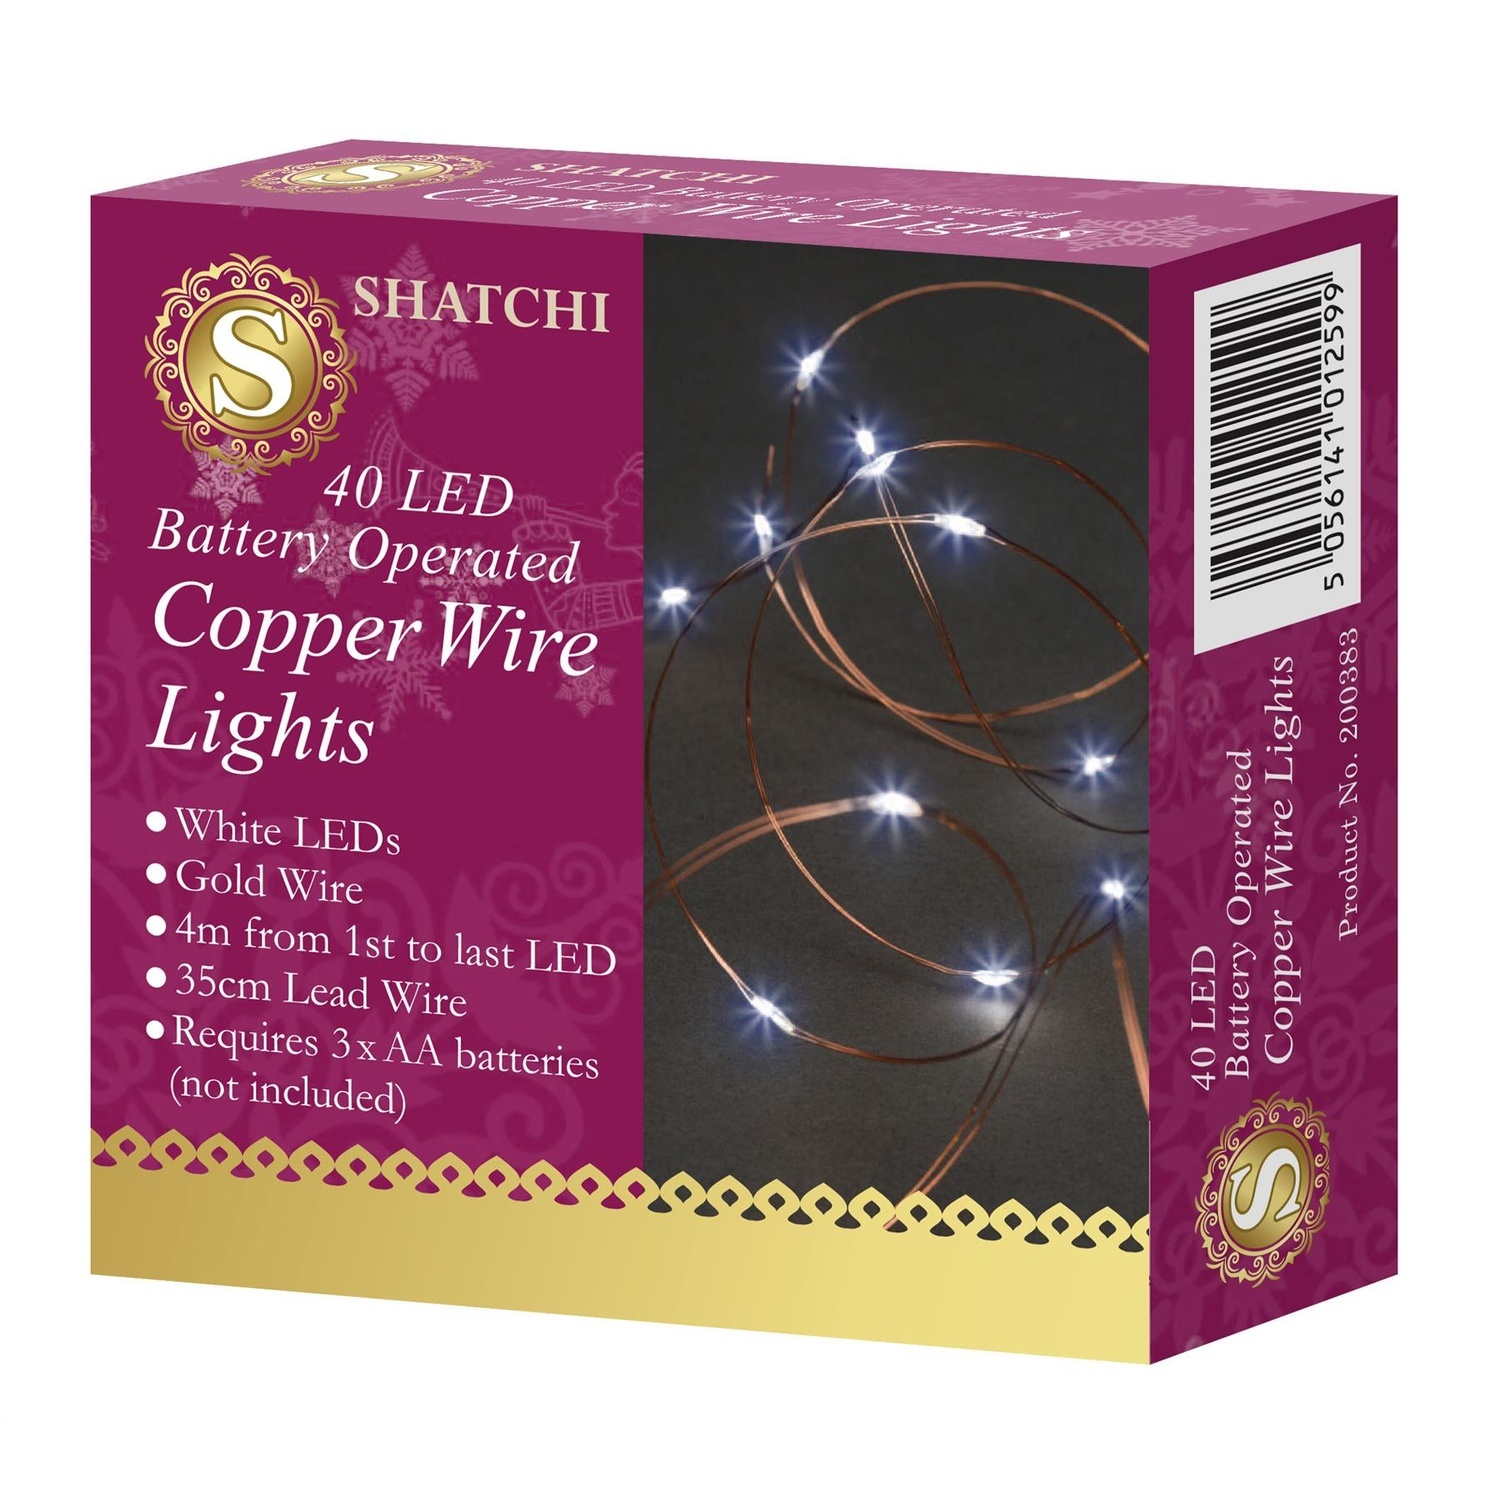 S
SHATCHI
40 LED Battery Operated
Copper Wire Lights
S
SHATCHI
40 LED
Battery Operated
Copper Wire
Lights
• White LEDs
• Gold Wire
• 4m from 1st to last LED
• 35cm Lead Wire
• Requires 3 x AA batteries
(not included)
5 056141 012599
40 LED
Battery Operated
Copper Wire Lights
Product No. 200383
S